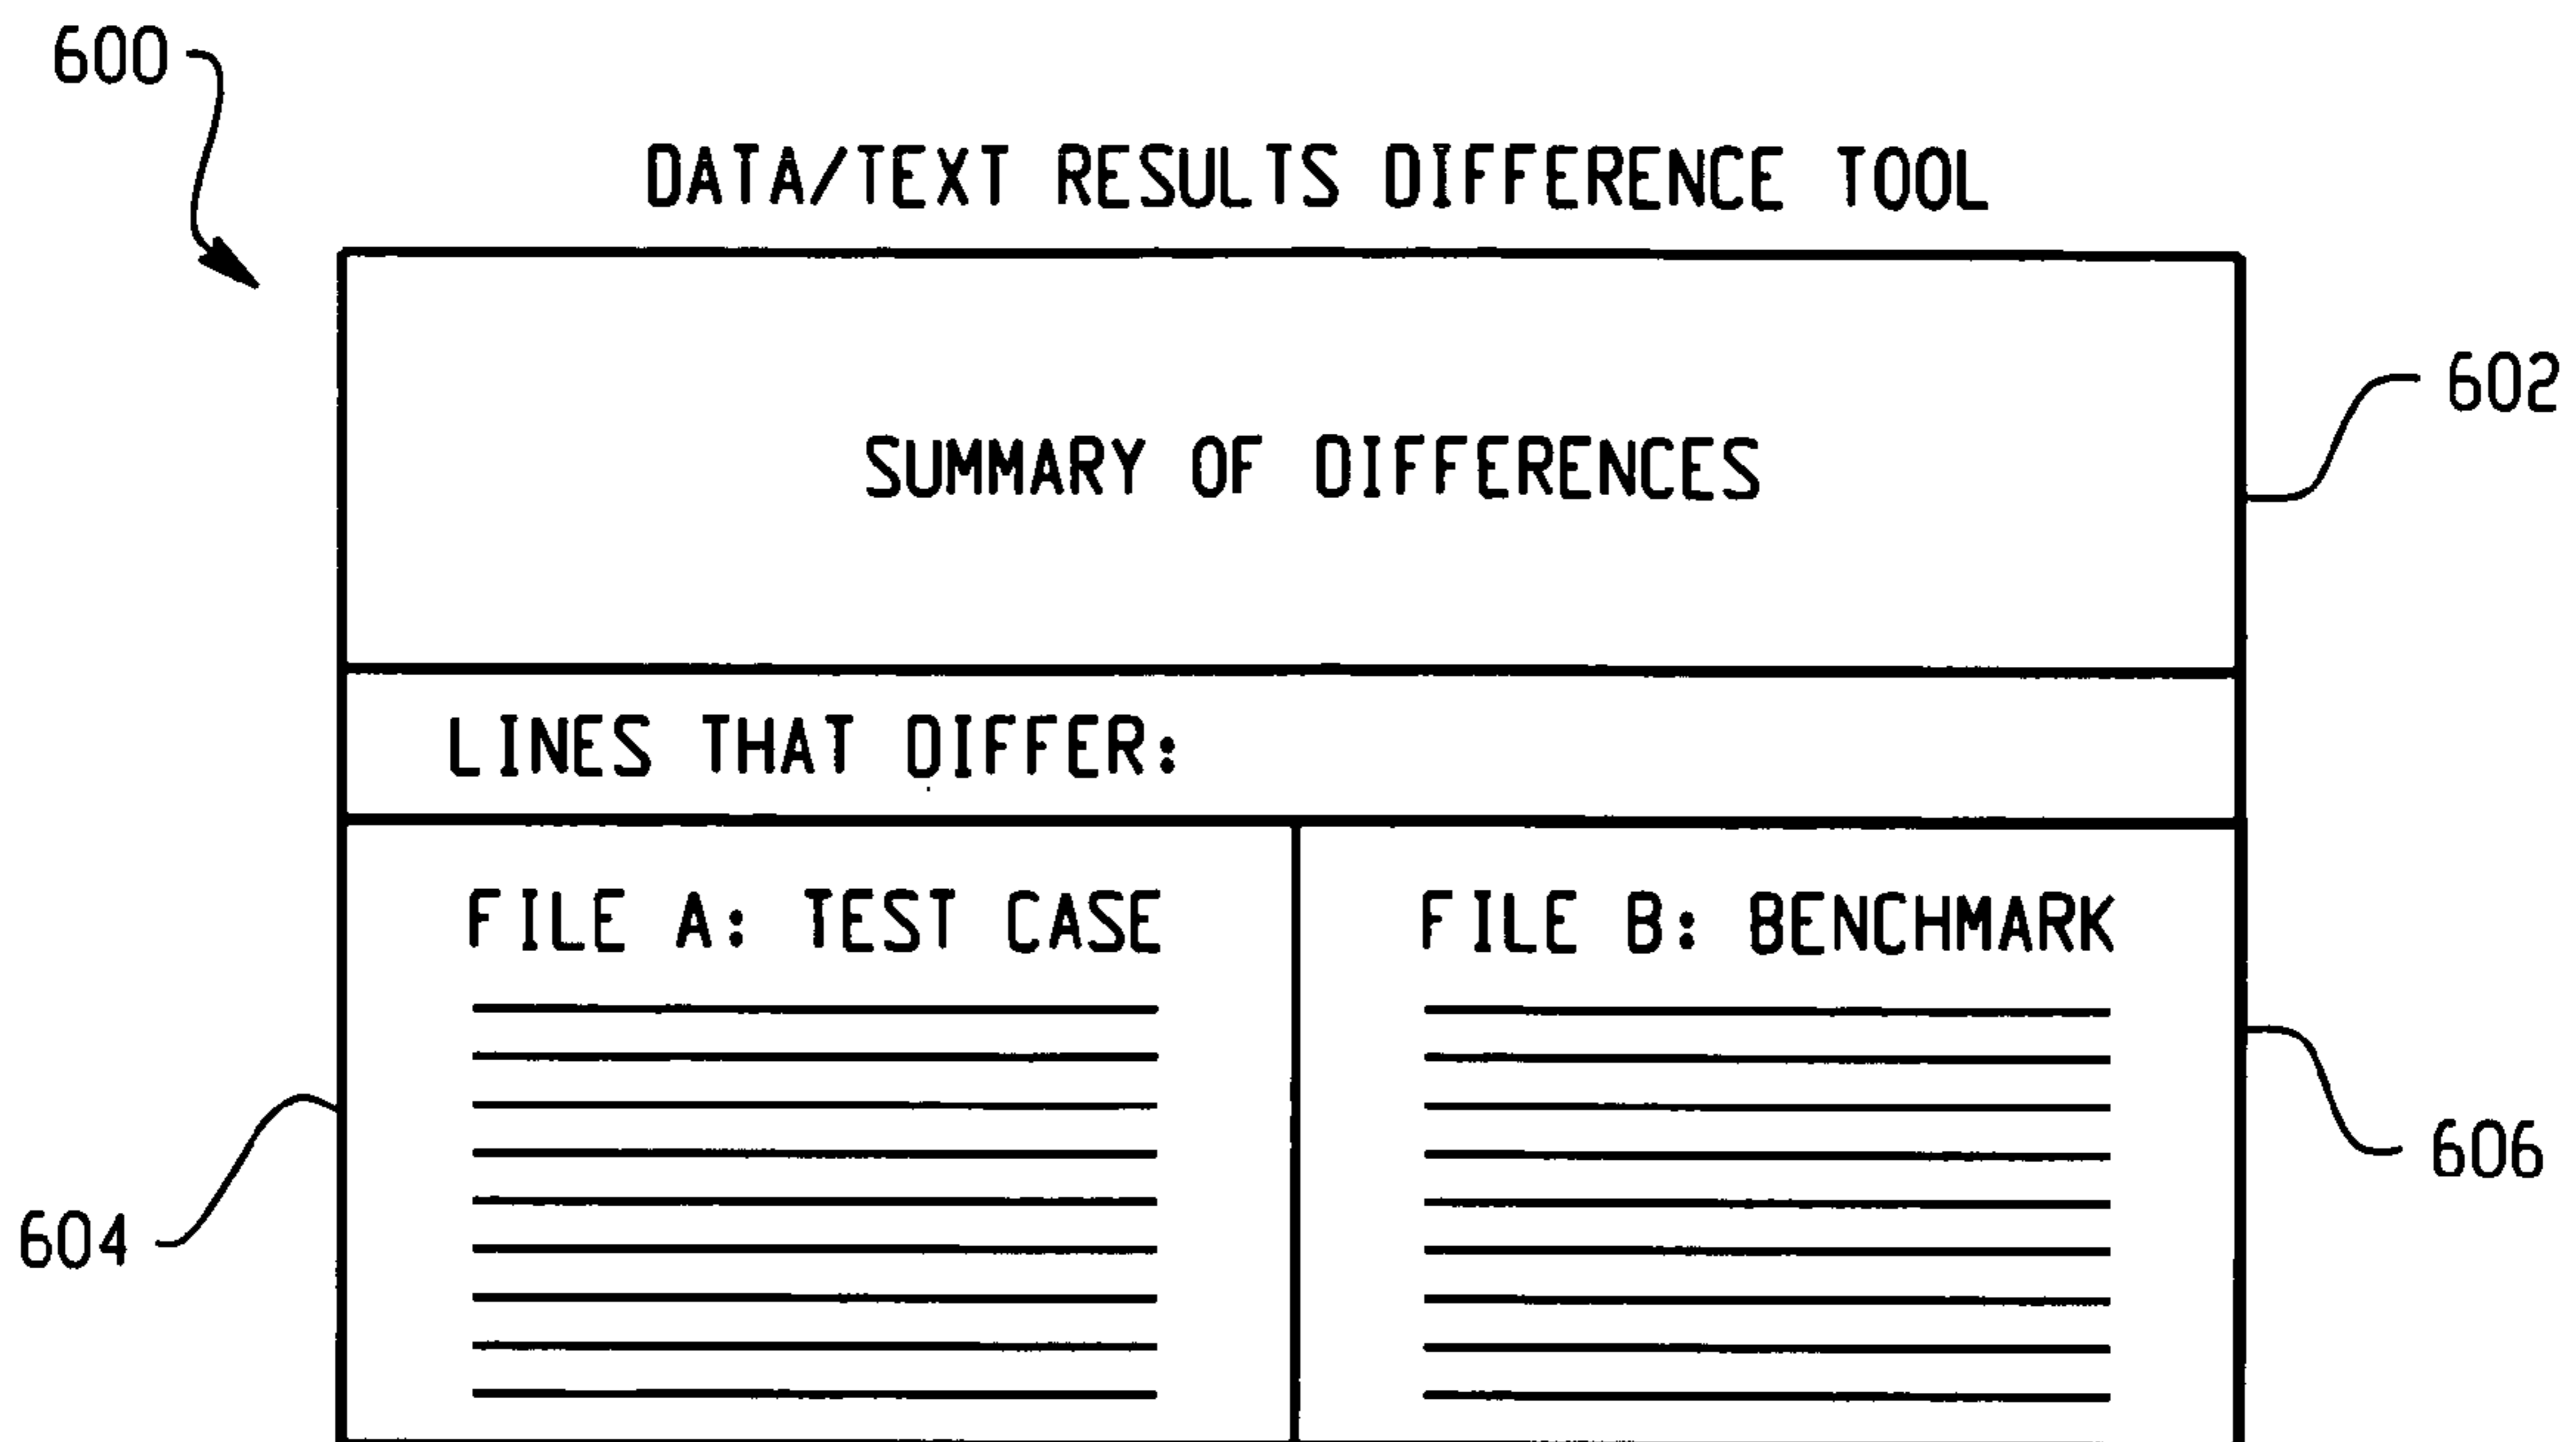 600
DATA/TEXT RESULTS DIFFERENCE TOOL
602
SUMMARY OF DIFFERENCES
LINES THAT DIFFER:
FILE A: TEST CASE
FILE B: BENCHMARK
604
606